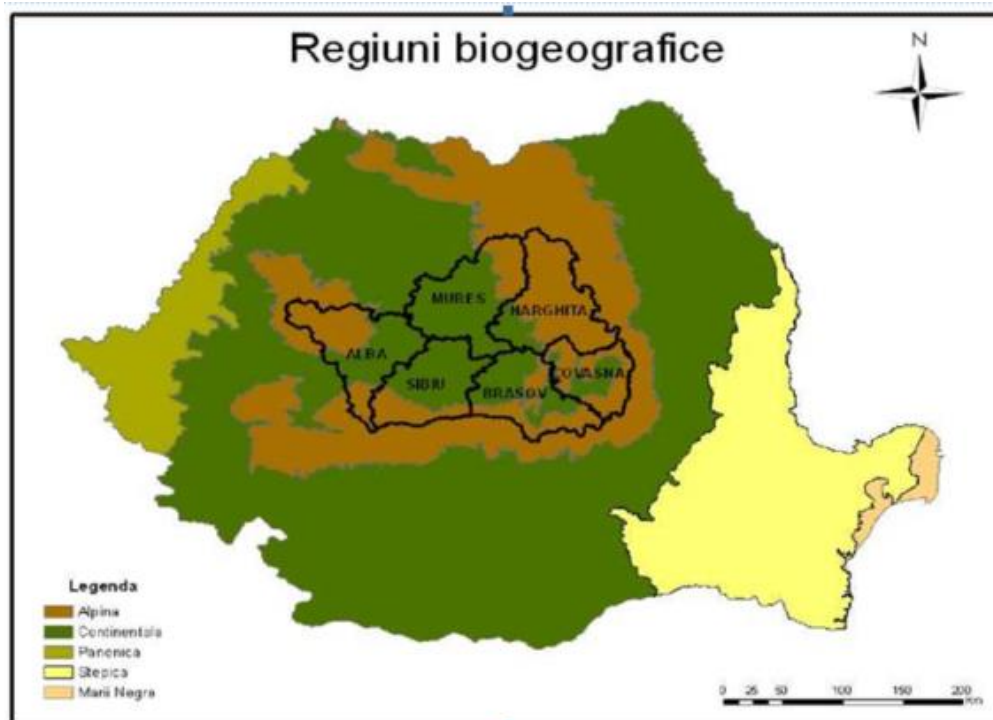 Regiuni biogeografice
N
MURES
HARGHITA
ALBA
COVASNA
SIBIU
BRASOV
Legenda
Alpina
Continentala
Panonica
Stepica
Marii Negre
0 25 50 100 150 200
Km